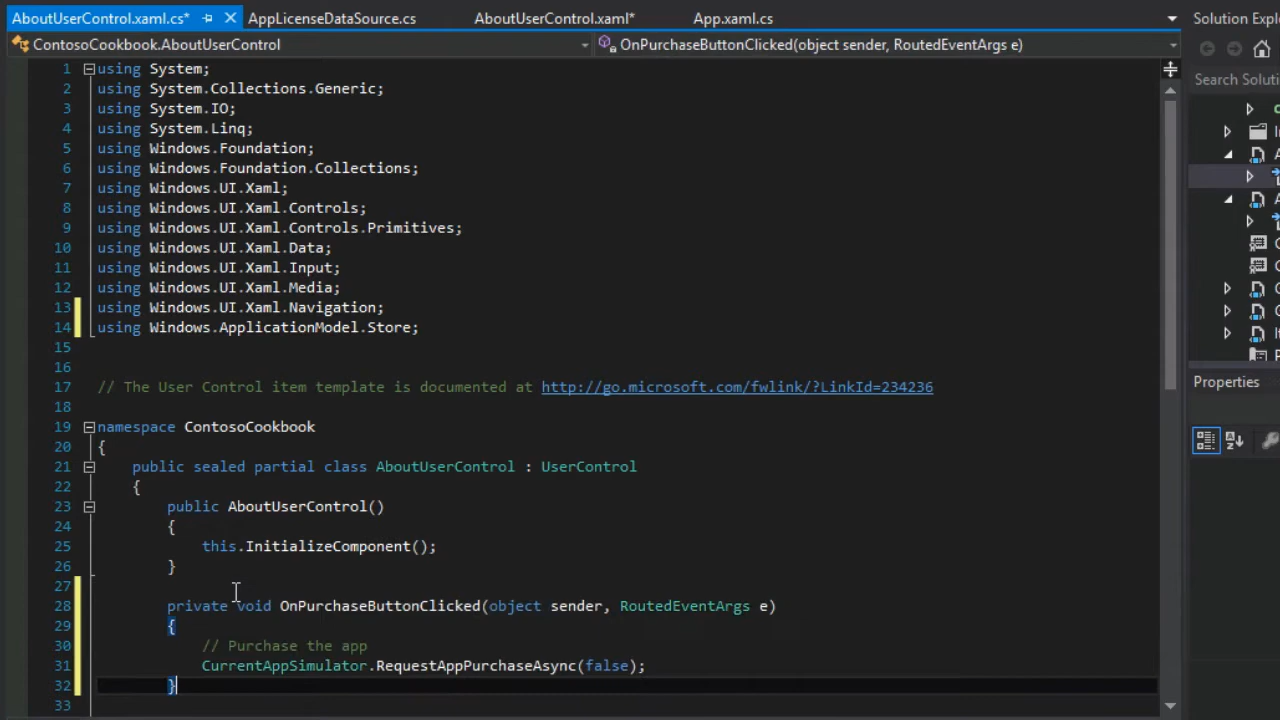 AboutUserControl.xaml.cs* AppLicenseDataSource.cs AboutUserControl.xaml* App.xaml.cs Solution Explo
ContosoCookbook.AboutUserControl OnPurchaseButtonClicked(object sender, RoutedEventArgs e)
Search Soluti
1 using System;
2 using System.Collections.Generic;
3 using System.IO;
4 using System.Linq;
5 using Windows.Foundation;
6 using Windows.Foundation.Collections;
7 using Windows.UI.Xaml;
8 using Windows.UI.Xaml.Controls;
9 using Windows.UI.Xaml.Controls.Primitives;
10 using Windows.UI.Xaml.Data;
11 using Windows.UI.Xaml.Input;
12 using Windows.UI.Xaml.Media;
13 using Windows.UI.Xaml.Navigation;
14 using Windows.ApplicationModel.Store;
15
16
17 // The User Control item template is documented at http://go.microsoft.com/fwlink/?LinkId=234236
18
19 namespace ContosoCookbook
20 {
21 public sealed partial class AboutUserControl : UserControl
22 {
23 public AboutUserControl()
24 {
25 this.InitializeComponent();
26 }
27
28 private void OnPurchaseButtonClicked(object sender, RoutedEventArgs e)
29 {
30 // Purchase the app
31 CurrentAppSimulator.RequestAppPurchaseAsync(false);
32 }
33
Properties